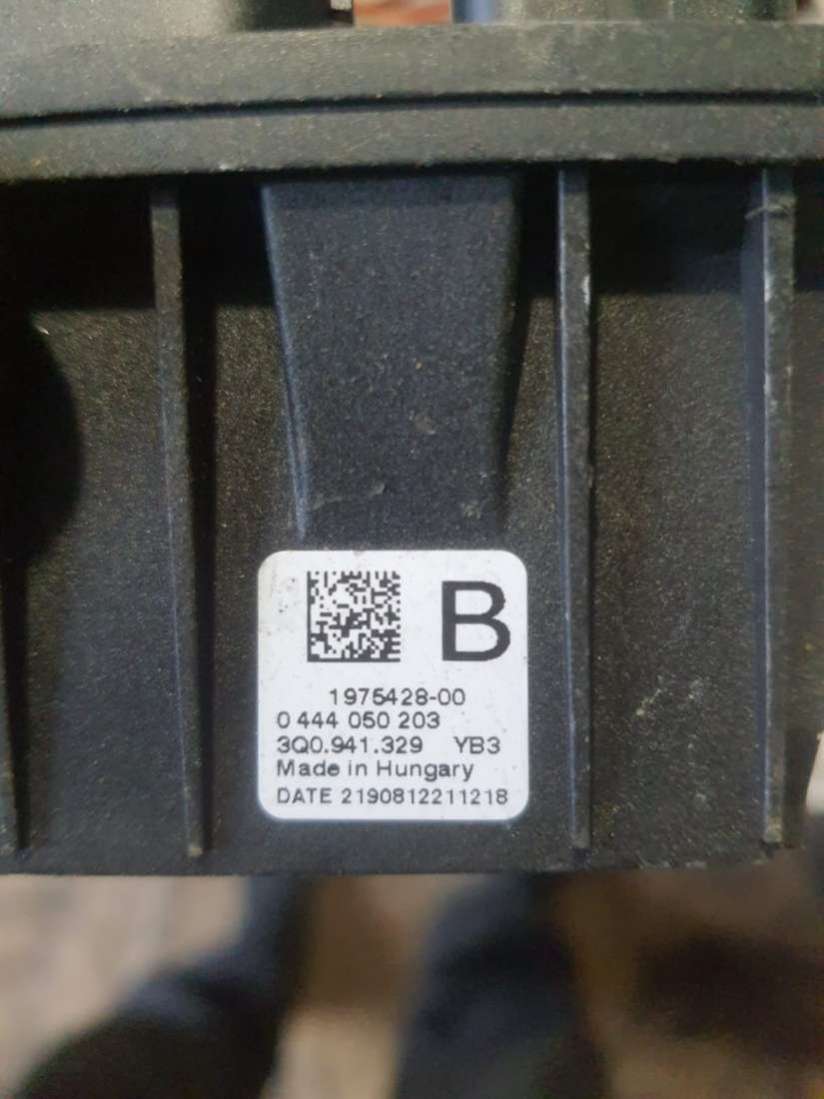 B
1975428-00
0 444 050 203
3Q0.941.329 YB3
Made in Hungary
DATE 2190812211218